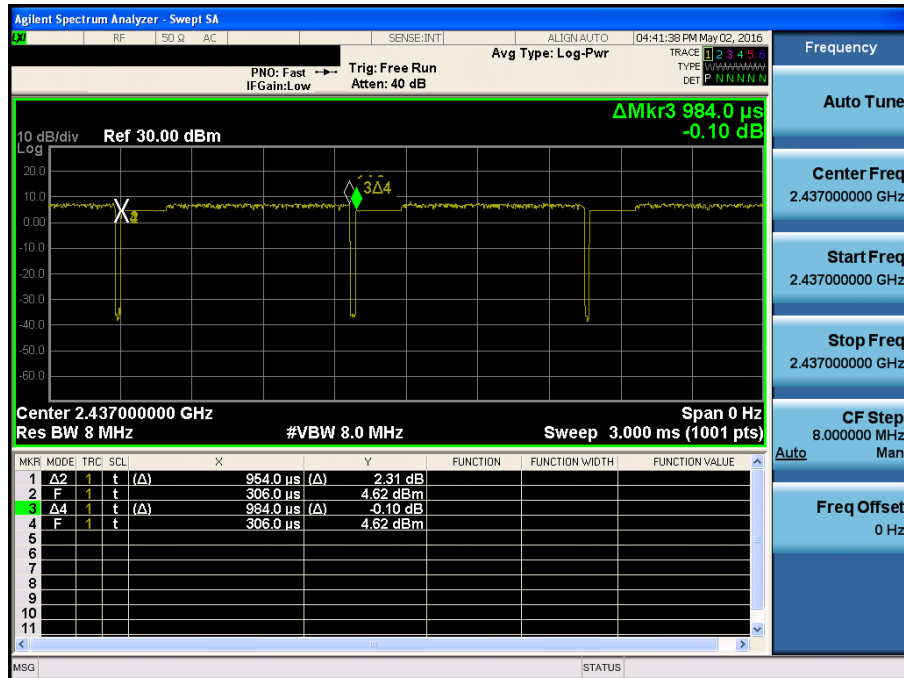 Agilent Spectrum Analyzer - Swept SA
LXI RF 50 Ω AC SENSE:INT ALIGN AUTO 04:41:38 PM May 02, 2016
Avg Type: Log-Pwr TRACE 1 2 3 4 5 6
PNO: Fast Trig: Free Run TYPE WWWWWW
IFGain:Low Atten: 40 dB DET P N N N N N
ΔMkr3 984.0 µs
-0.10 dB
10 dB/div Ref 30.00 dBm
Log
20.0
10.0
0.00
-10.0
-20.0
-30.0
-40.0
-50.0
-60.0
3Δ4
Center 2.437000000 GHz Span 0 Hz
Res BW 8 MHz #VBW 8.0 MHz Sweep 3.000 ms (1001 pts)
MKR MODE TRC SCL X Y FUNCTION FUNCTION WIDTH FUNCTION VALUE
1 Δ2 1 t (Δ) 954.0 µs (Δ) 2.31 dB
2 F 1 t 306.0 µs 4.62 dBm
3 Δ4 1 t (Δ) 984.0 µs (Δ) -0.10 dB
4 F 1 t 306.0 µs 4.62 dBm
5
6
7
8
9
10
11
MSG STATUS
Frequency
Auto Tune
Center Freq
2.437000000 GHz
Start Freq
2.437000000 GHz
Stop Freq
2.437000000 GHz
CF Step
8.000000 MHz
Auto Man
Freq Offset
0 Hz